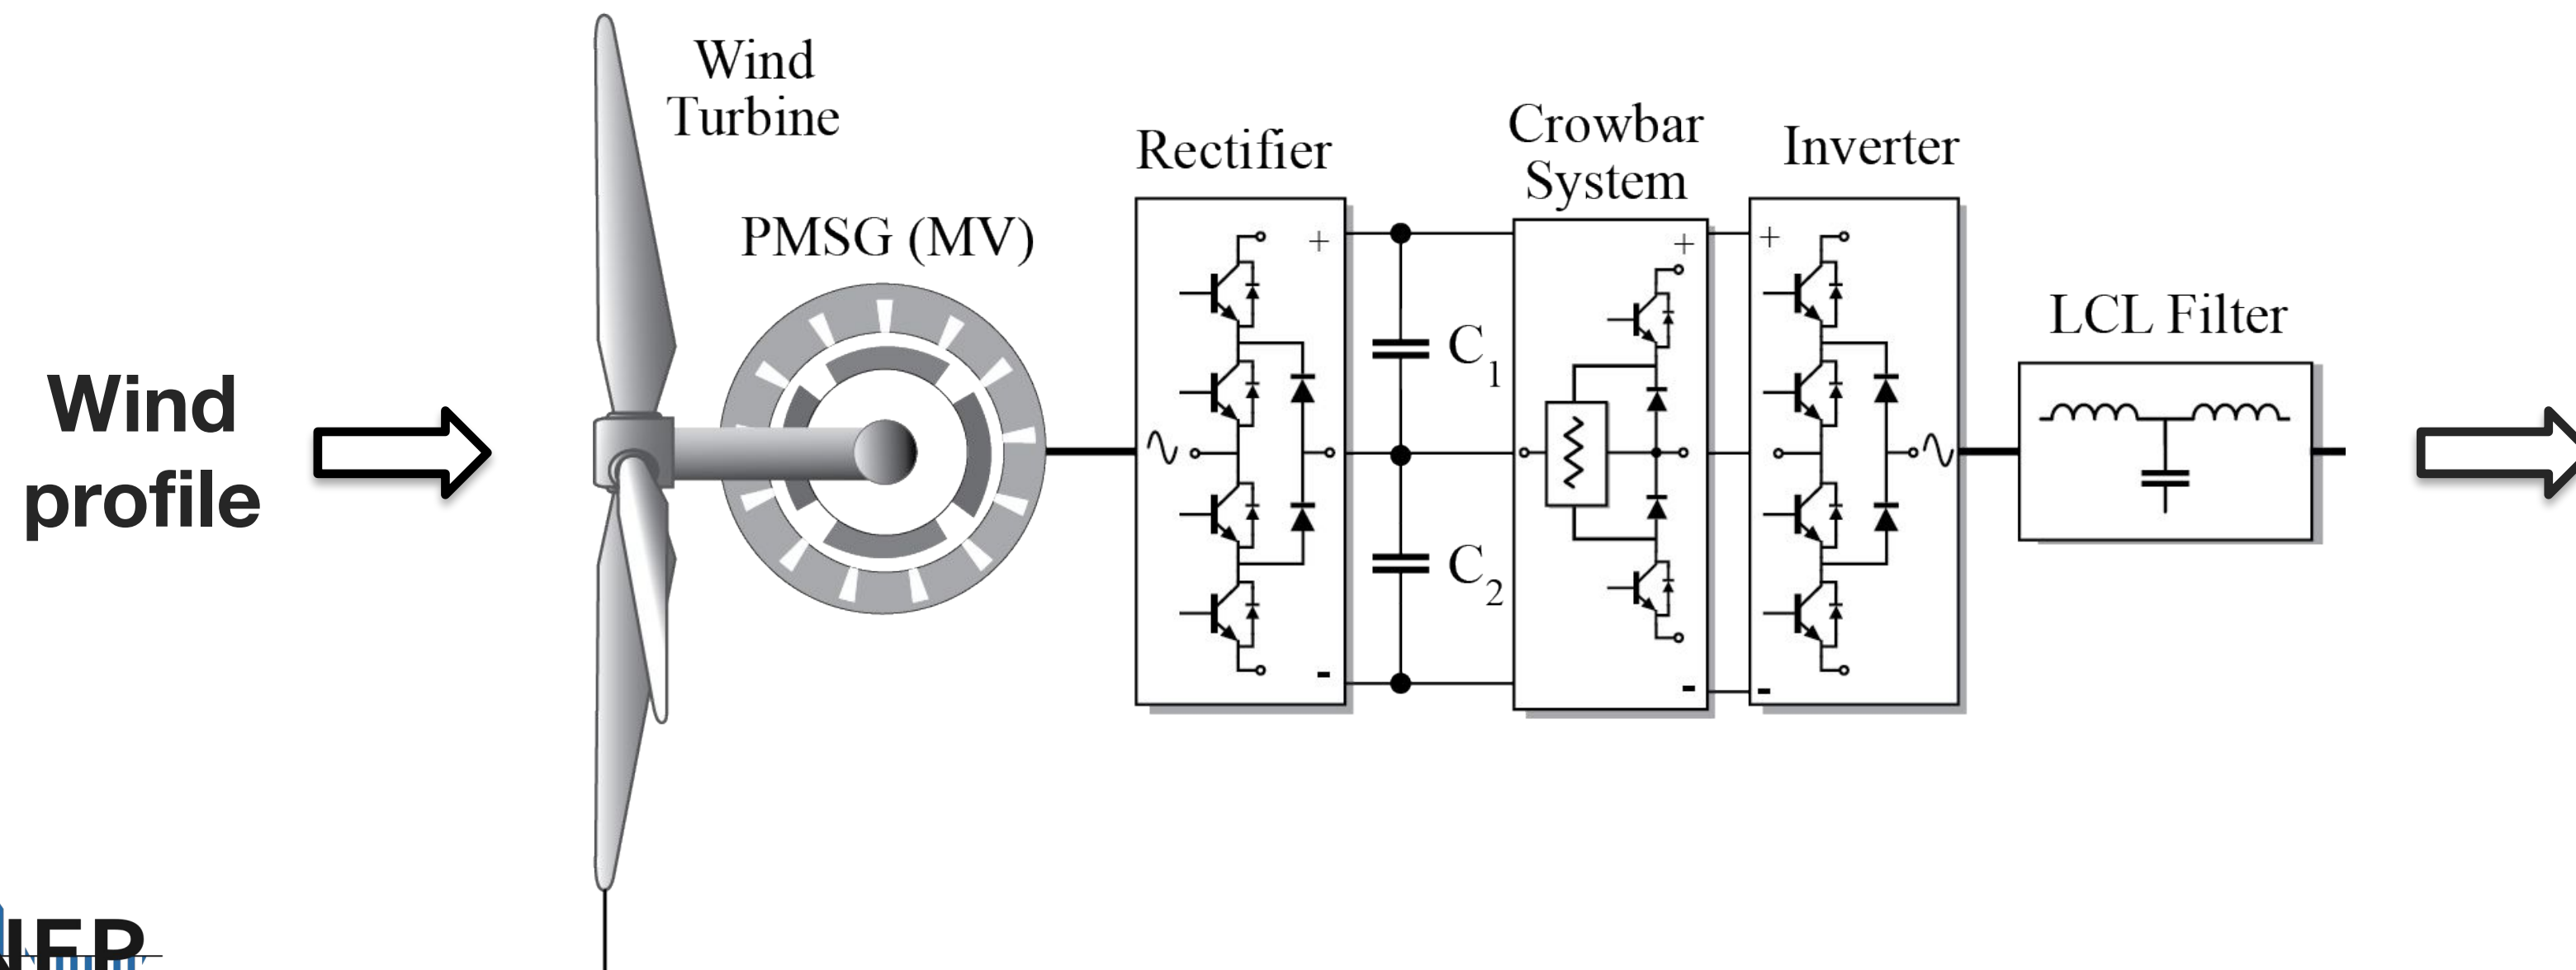 Wind
profile
Wind
Turbine
PMSG (MV)
Rectifier
+
-
C1
C2
Crowbar
System
+
-
Inverter
+
-
LCL Filter